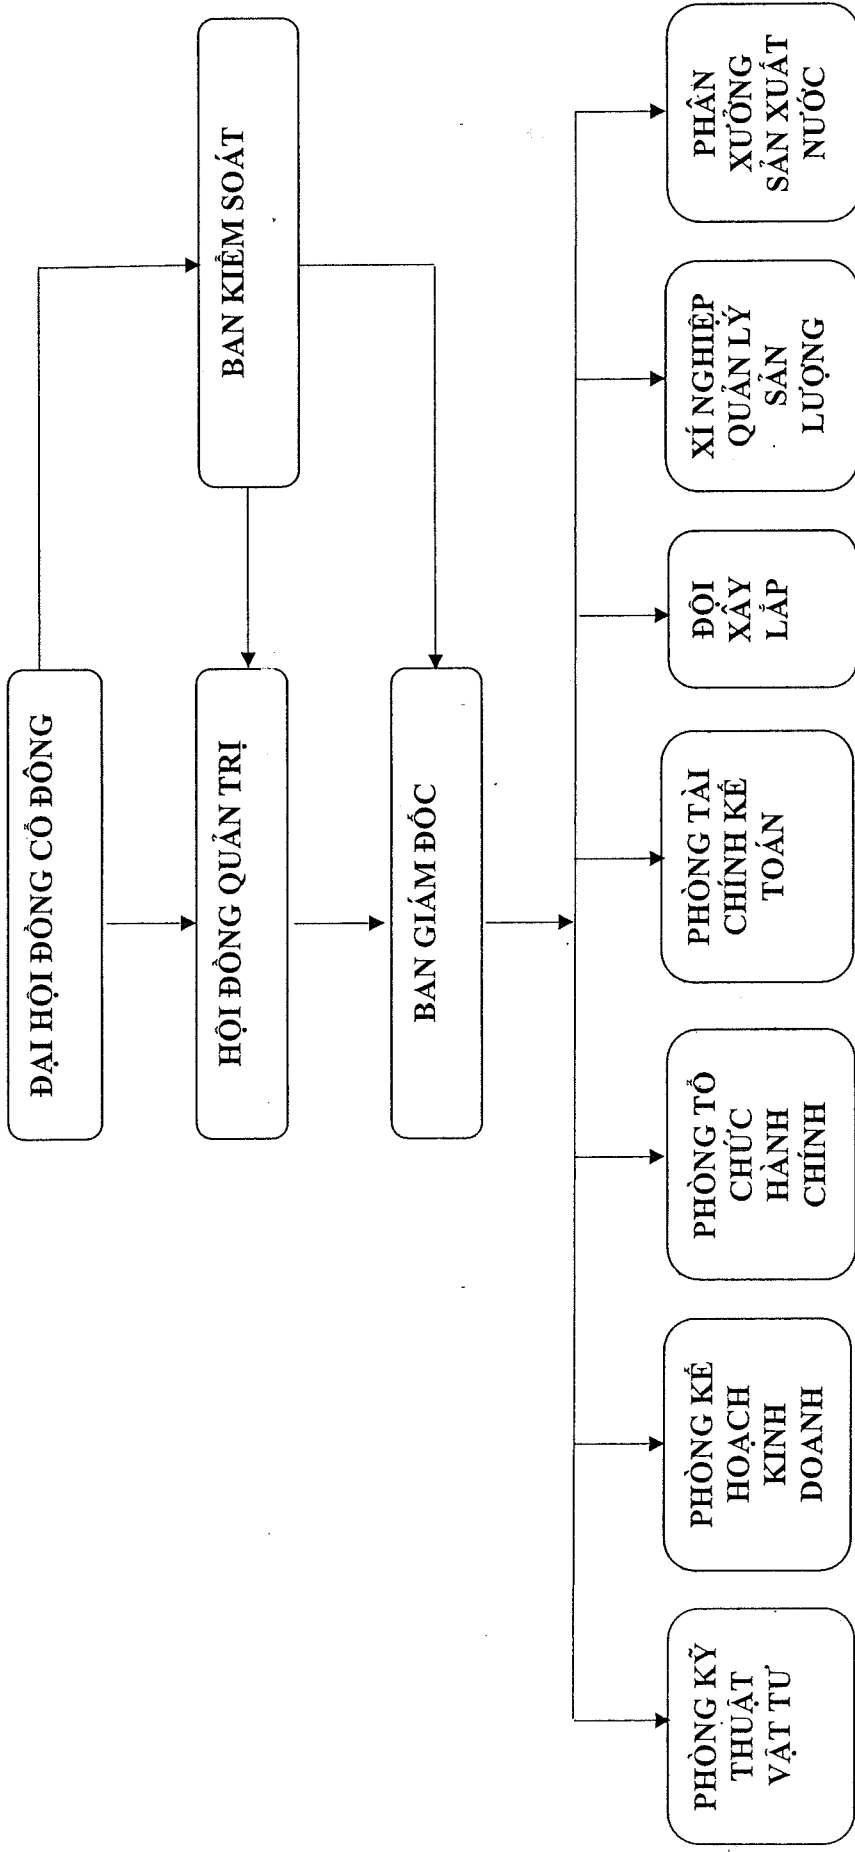 ĐẠI HỘI ĐỒNG CỔ ĐÔNG
BAN KIỂM SOÁT
HỘI ĐỒNG QUẢN TRỊ
BAN GIÁM ĐỐC
PHÒNG KỸ
THUẬT
VẬT TƯ
PHÒNG KẾ
HOẠCH
KINH
DOANH
PHÒNG TỔ
CHỨC
HÀNH
CHÍNH
PHÒNG TÀI
CHÍNH KẾ
TOÁN
ĐỘI
XÂY
LẮP
XÍ NGHIỆP
QUẢN LÝ
SẢN
LƯỢNG
PHÂN
XƯỞNG
SẢN XUẤT
NƯỚC